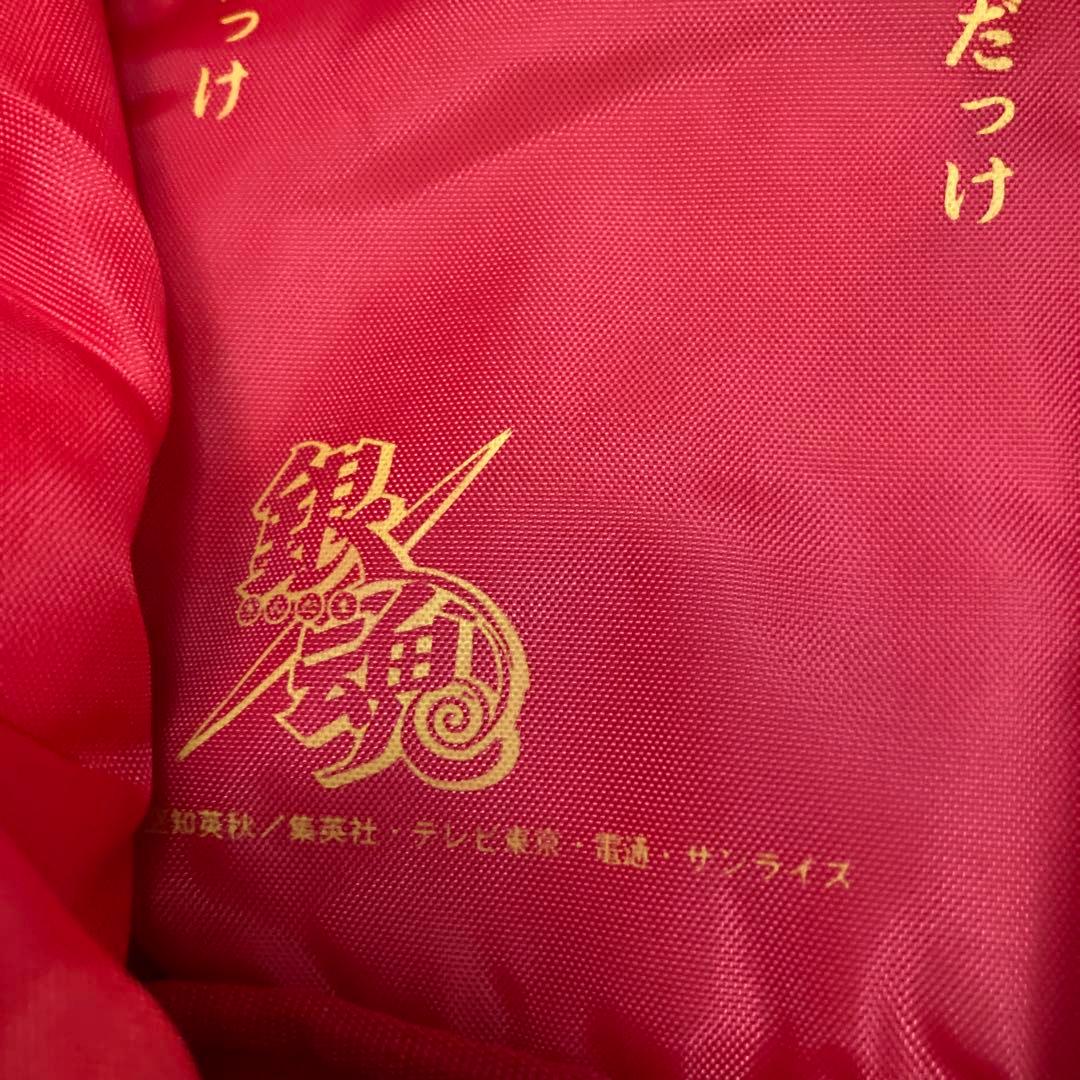 だっけ
っけ
銀魂
知英秋／集英社・テレビ東京・電通・サンライズ